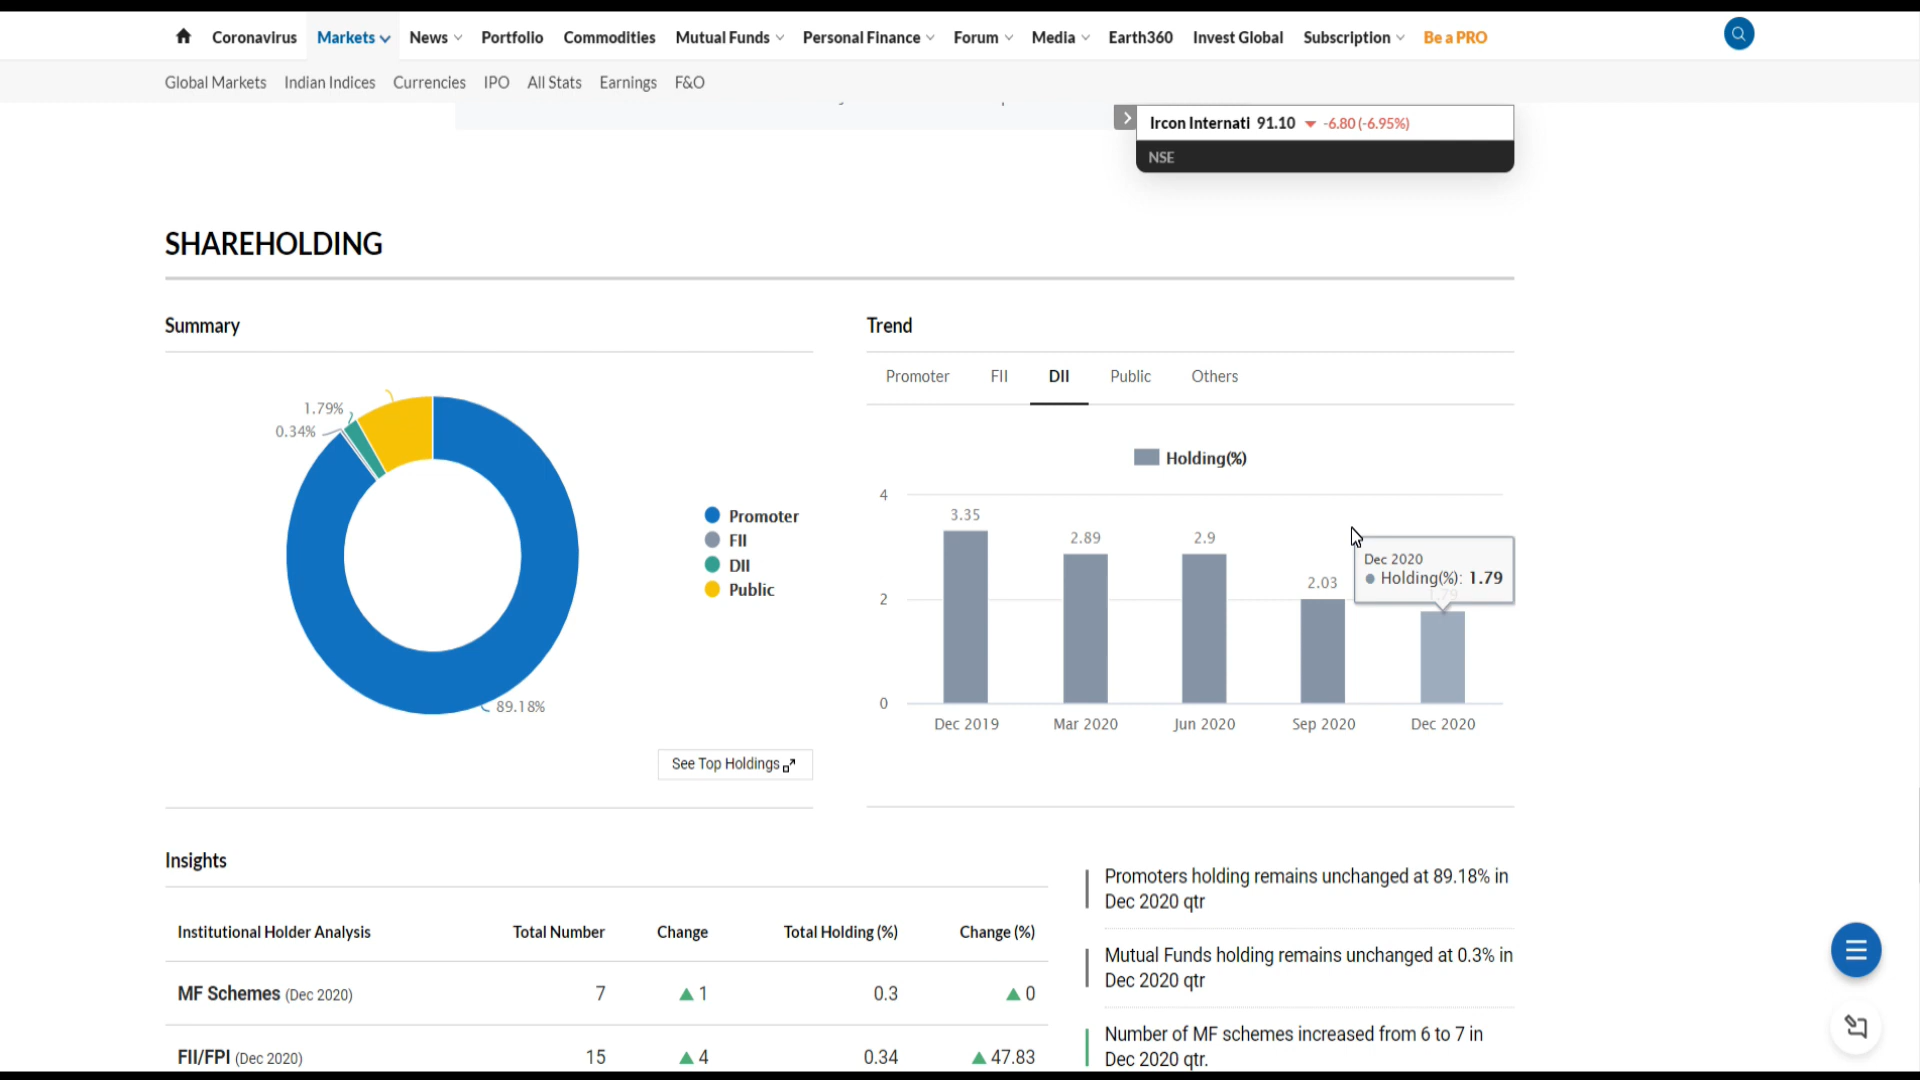 Coronavirus Markets News Portfolio Commodities Mutual Funds Personal Finance Forum Media Earth360 Invest Global Subscription Be a PRO
Global Markets Indian Indices Currencies IPO All Stats Earnings F&O
Ircon Internati 91.10 -6.80 (-6.95%)
NSE
SHAREHOLDING
Summary
1.79%
0.34%
89.18%
Promoter
FII
DII
Public
See Top Holdings
Trend
Promoter FII DII Public Others
Holding(%)
4
2
0
3.35
2.89
2.9
2.03
1.79
Dec 2020
Holding(%): 1.79
Dec 2019 Mar 2020 Jun 2020 Sep 2020 Dec 2020
Insights
Institutional Holder Analysis Total Number Change Total Holding (%) Change (%)
MF Schemes (Dec 2020) 7 1 0.3 0
FII/FPI (Dec 2020) 15 4 0.34 47.83
Promoters holding remains unchanged at 89.18% in
Dec 2020 qtr
Mutual Funds holding remains unchanged at 0.3% in
Dec 2020 qtr
Number of MF schemes increased from 6 to 7 in
Dec 2020 qtr.